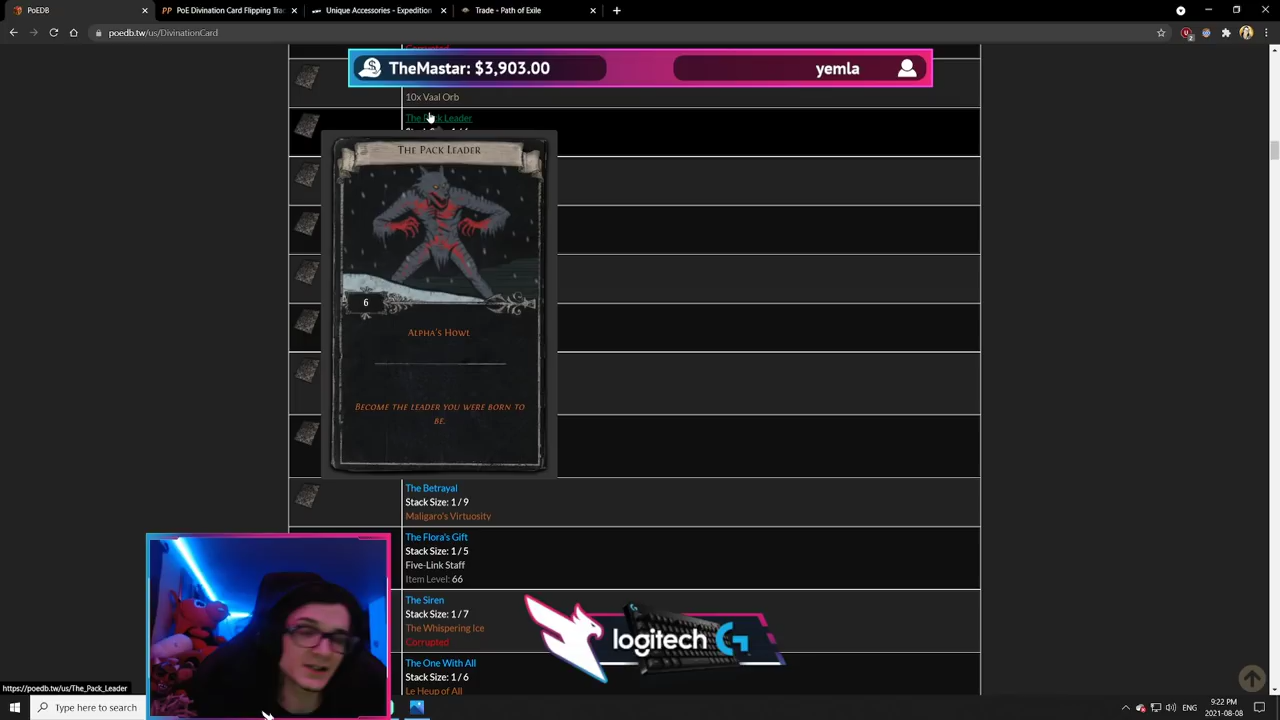 PoEDB
PoE Divination Card Flipping Trac
Unique Accessories - Expedition
Trade - Path of Exile
poedb.tw/us/DivinationCard
Corrupted
TheMastar: $3,903.00
yemla
10x Vaal Orb
The Pack Leader
The Pack Leader
6
Alpha's Howl
Become the leader you were born to
be.
The Betrayal
Stack Size: 1 / 9
Maligaro's Virtuosity
The Flora's Gift
Stack Size: 1 / 5
Five-Link Staff
Item Level: 66
The Siren
Stack Size: 1 / 7
The Whispering Ice
Corrupted
logitech G
The One With All
Stack Size: 1 / 6
Le Heup of All
https://poedb.tw/us/The_Pack_Leader
Type here to search
ENG
9:22 PM
2021-08-08